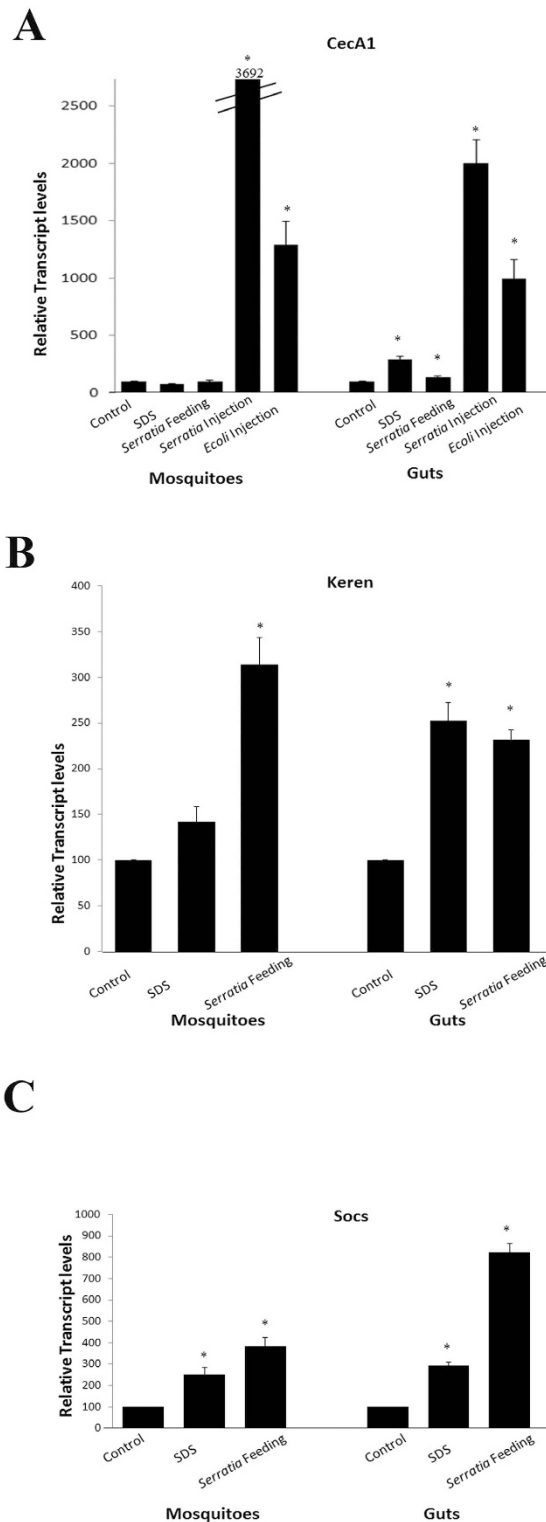 A
CecA1
*
3692
Relative Transcript levels
2500
2000
1500
1000
500
0
*
*
*
*
*
Control
SDS
Serratia Feeding
Serratia Injection
Ecoli Injection
Control
SDS
Serratia Feeding
Serratia Injection
Ecoli Injection
Mosquitoes
Guts
B
Keren
Relative Transcript levels
400
350
300
250
200
150
100
50
0
*
*
*
Control
SDS
Serratia Feeding
Control
SDS
Serratia Feeding
Mosquitoes
Guts
C
Socs
Relative Transcript levels
1000
900
800
700
600
500
400
300
200
100
0
*
*
*
*
Control
SDS
Serratia Feeding
Control
SDS
Serratia Feeding
Mosquitoes
Guts